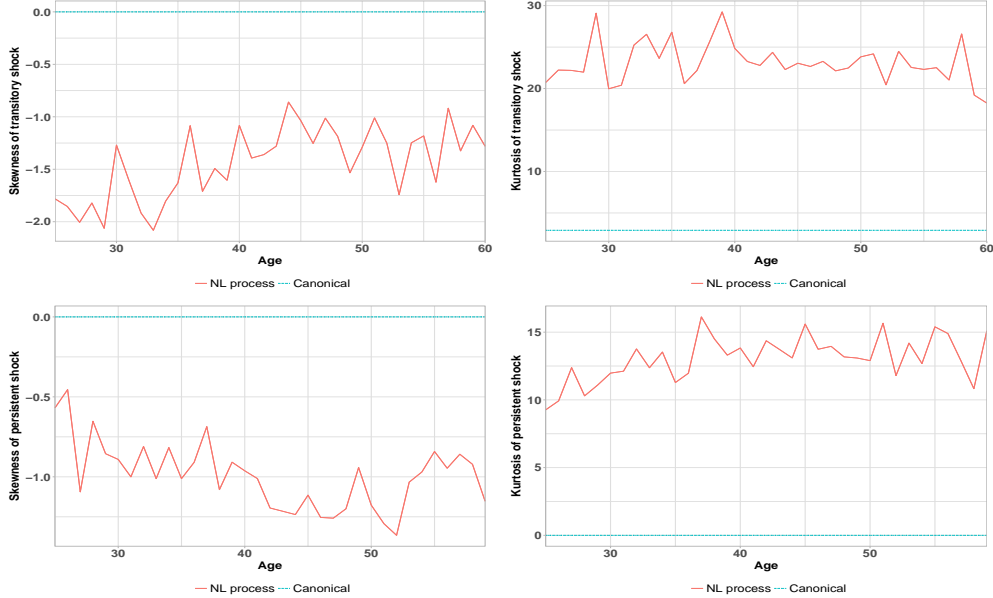 Skewness of transitory shock
0.0
−0.5
−1.0
−1.5
−2.0
30
40
50
60
Age
NL process
Canonical
Kurtosis of transitory shock
30
20
10
30
40
50
60
Age
NL process
Canonical
Skewness of persistent shock
0.0
−0.5
−1.0
30
40
50
Age
NL process
Canonical
Kurtosis of persistent shock
15
10
5
0
30
40
50
Age
NL process
Canonical